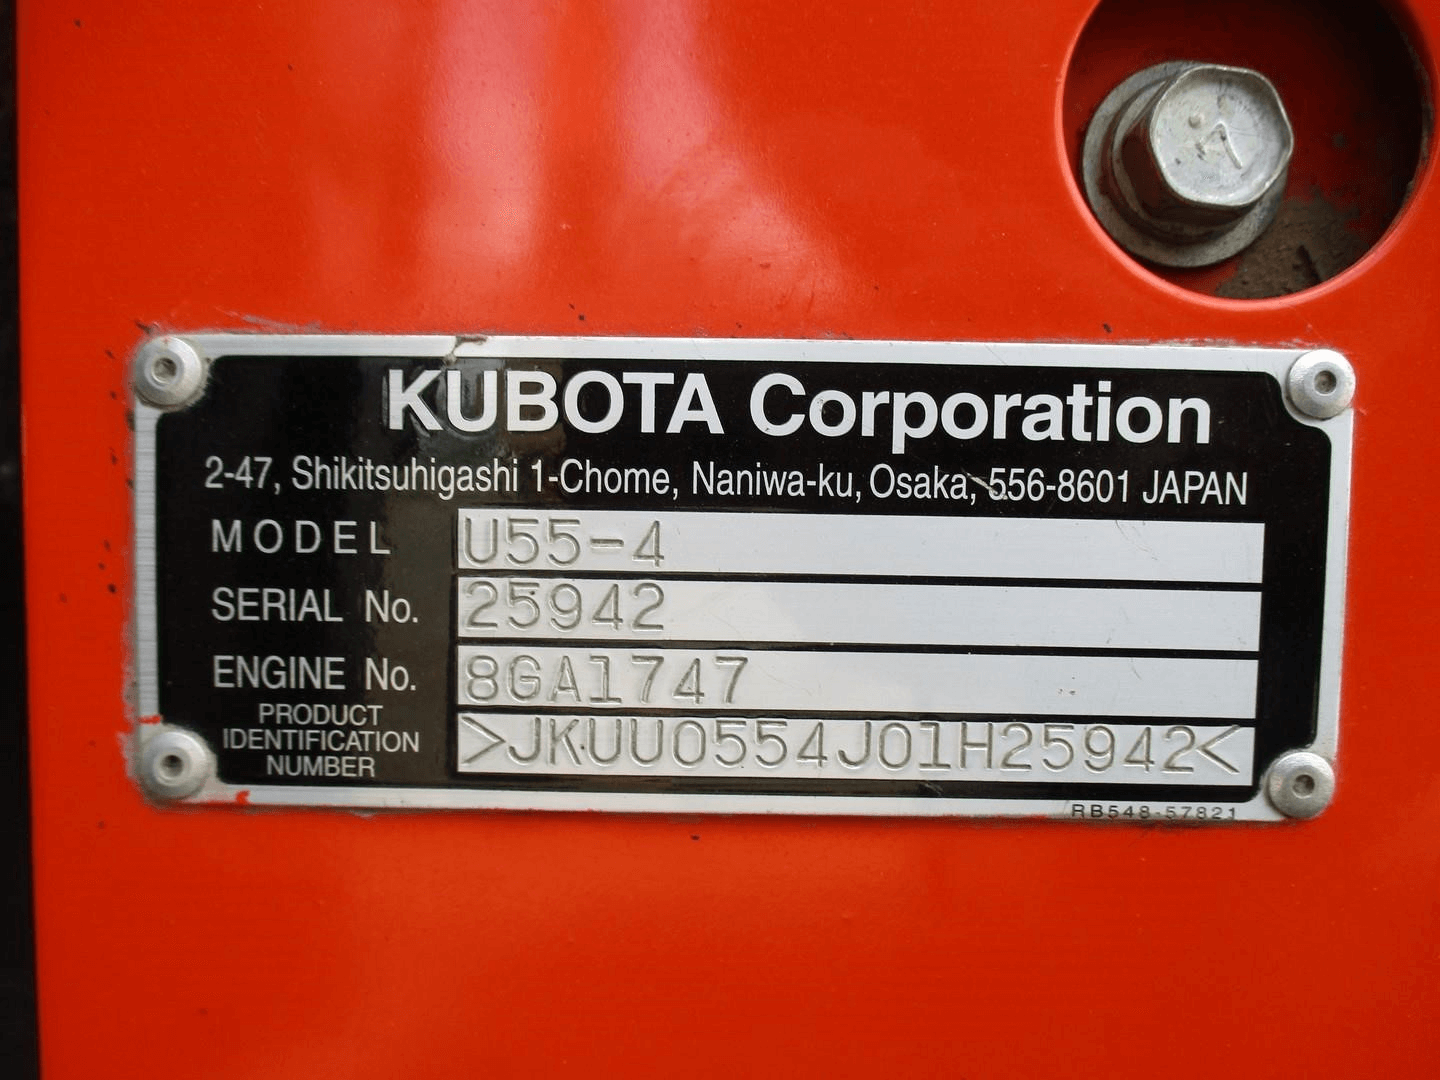 KUBOTA Corporation
2-47, Shikitsuhigashi 1-Chome, Naniwa-ku, Osaka, 556-8601 JAPAN
MODEL U55-4
SERIAL No. 25942
ENGINE No. 8GA1747
PRODUCT
IDENTIFICATION
NUMBER >JKUU0554J01H25942<
RB548-57821